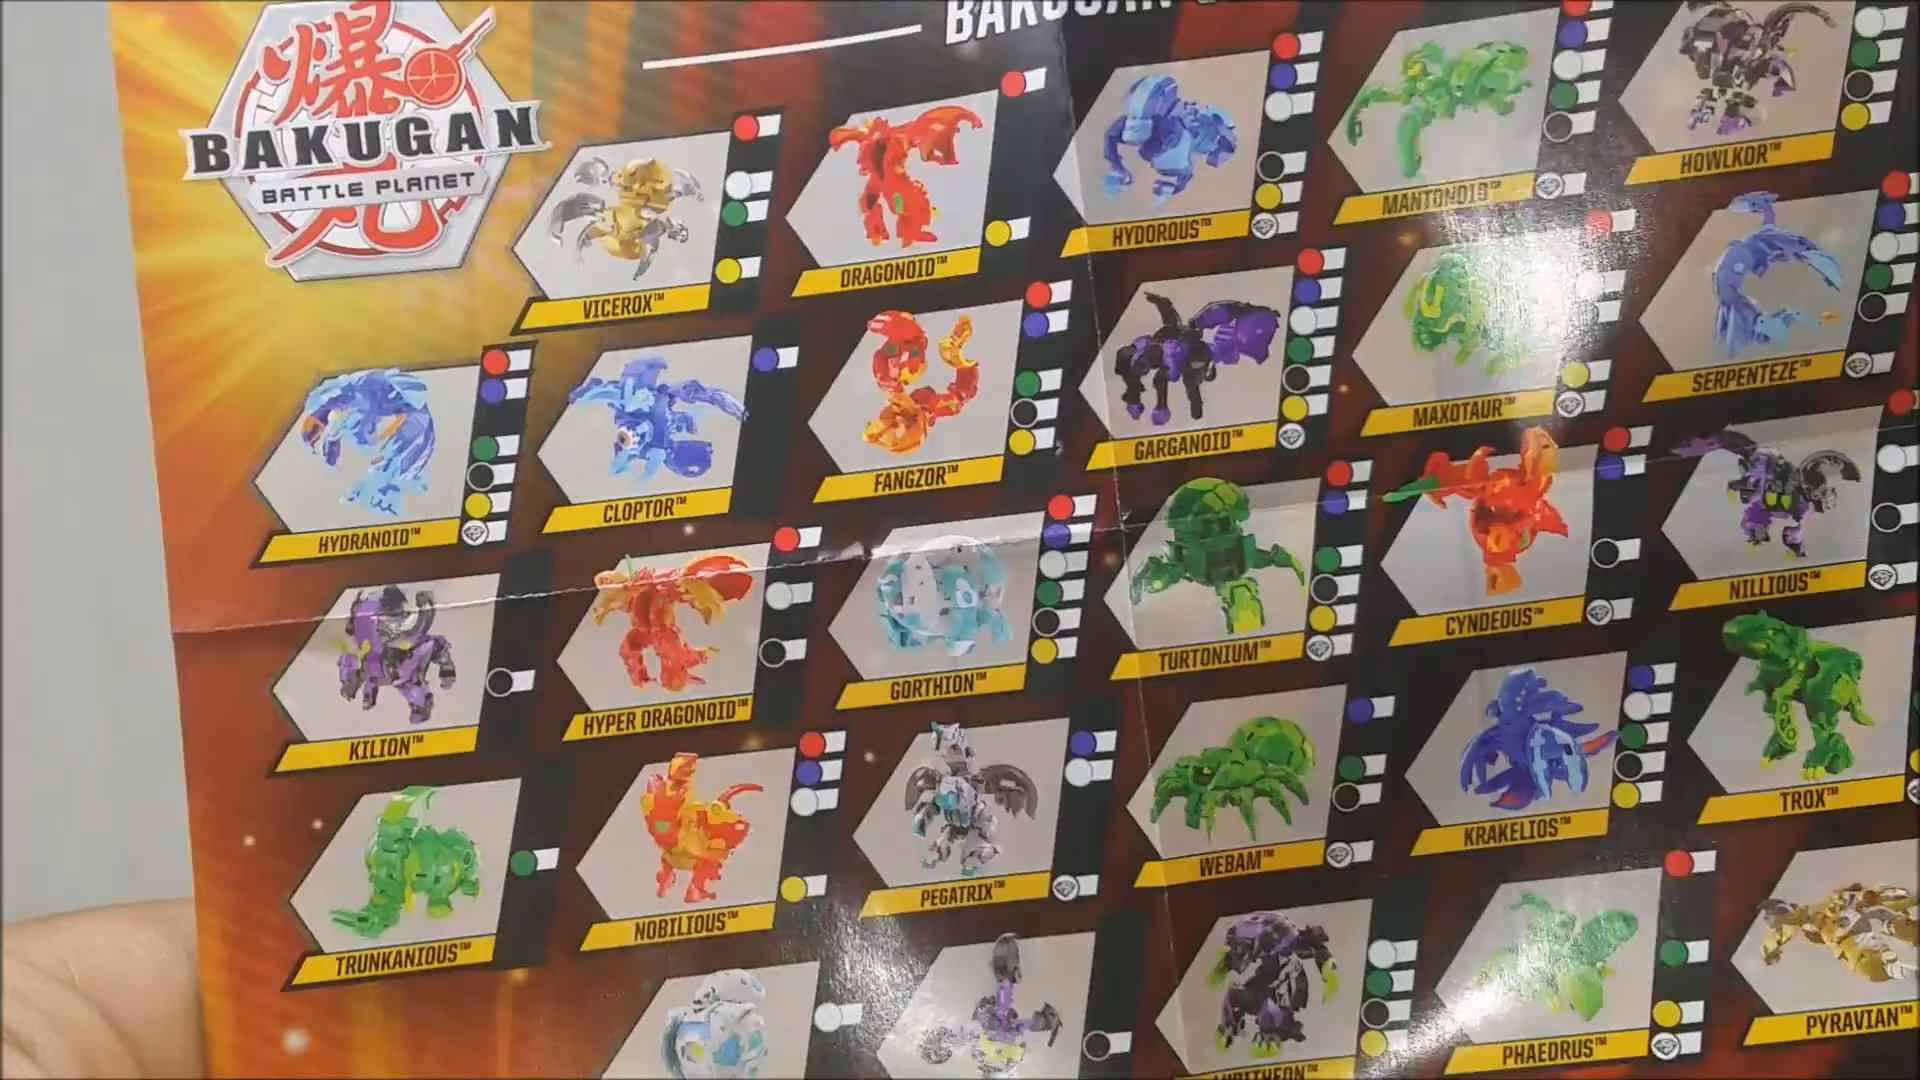 BAKUGAN
爆
BAKUGAN
BATTLE PLANET
VICEROX™
DRAGONOID™
HYDOROUS™
MANTONOID™
HOWLKOR™
HYDRANOID™
CLOPTOR™
FANGZOR™
GARGANOID™
MAXOTAUR™
SERPENTEZE™
KILION™
HYPER DRAGONOID™
GORTHION™
TURTONIUM™
CYNDEOUS™
NILLIOUS™
TRUNKANIOUS™
NOBILIOUS™
PEGATRIX™
WEBAM™
KRAKELIOS™
TROX™
PHAEDRUS™
PYRAVIAN™